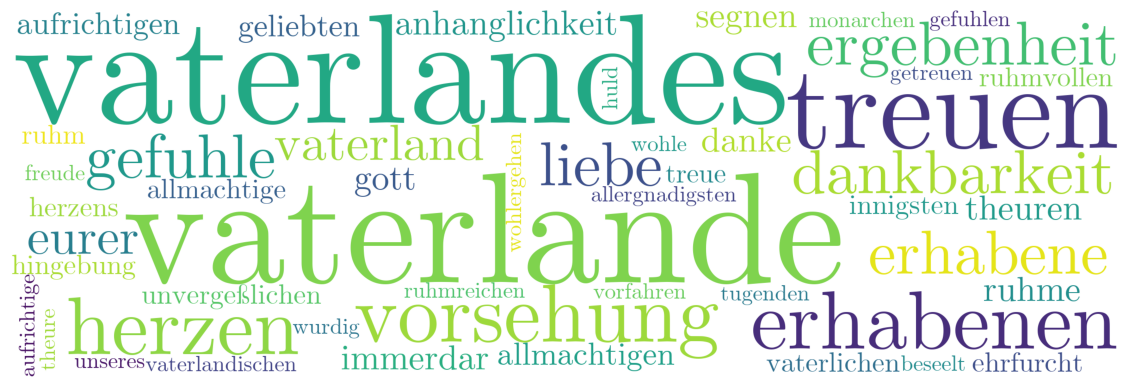 aufrichtigen geliebten anhanglichkeit segnen monarchen gefuhlen
vaterlandes huld ergebenheit
getreuen ruhmvollen
treuen
ruhm gefuhle vaterland wohlergehen liebe wohle danke
freude allmachtige gott treue dankbarkeit
allergnadigsten
herzens vaterlande innigsten theuren
eurer erhabene
hingebung
aufrichtige unvergeßlichen ruhmreichen vorfahren tugenden ruhme
theure herzen wurdig vorsehung erhabenen
unseres vaterlandischen immerdar allmachtigen vaterlichen beseelt ehrfurcht